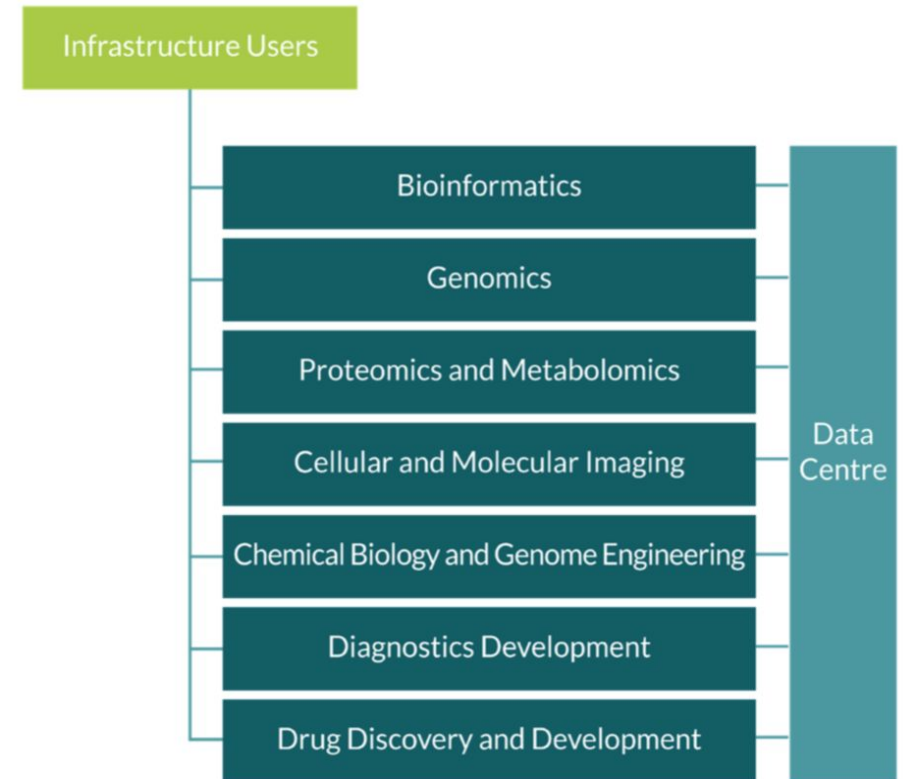 Infrastructure Users
Bioinformatics
Genomics
Proteomics and Metabolomics
Cellular and Molecular Imaging
Chemical Biology and Genome Engineering
Diagnostics Development
Drug Discovery and Development
Data
Centre